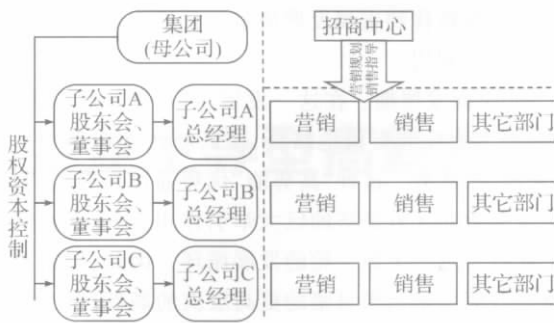 集团
(母公司)
招商中心
营销规划
销售指导
股权资本控制
子公司A
股东会、
董事会
子公司A
总经理
营销
销售
其它部门
子公司B
股东会、
董事会
子公司B
总经理
营销
销售
其它部门
子公司C
股东会、
董事会
子公司C
总经理
营销
销售
其它部门